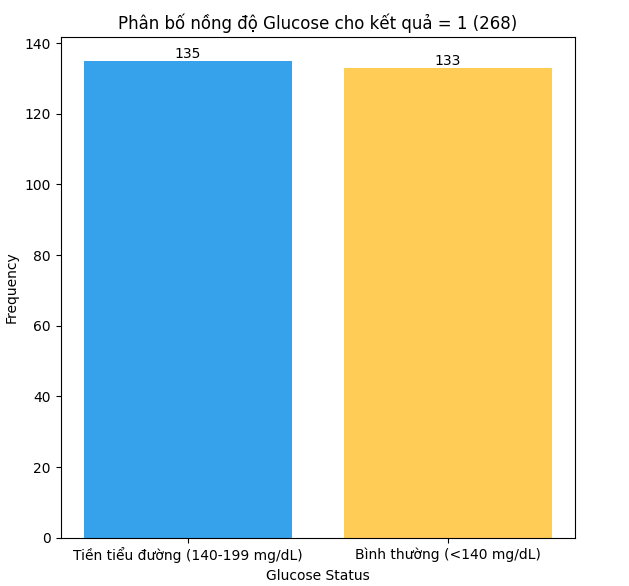 Phân bố nồng độ Glucose cho kết quả = 1 (268)
140
120
100
80
60
40
20
0
Frequency
135
133
Tiền tiểu đường (140-199 mg/dL)
Bình thường (<140 mg/dL)
Glucose Status